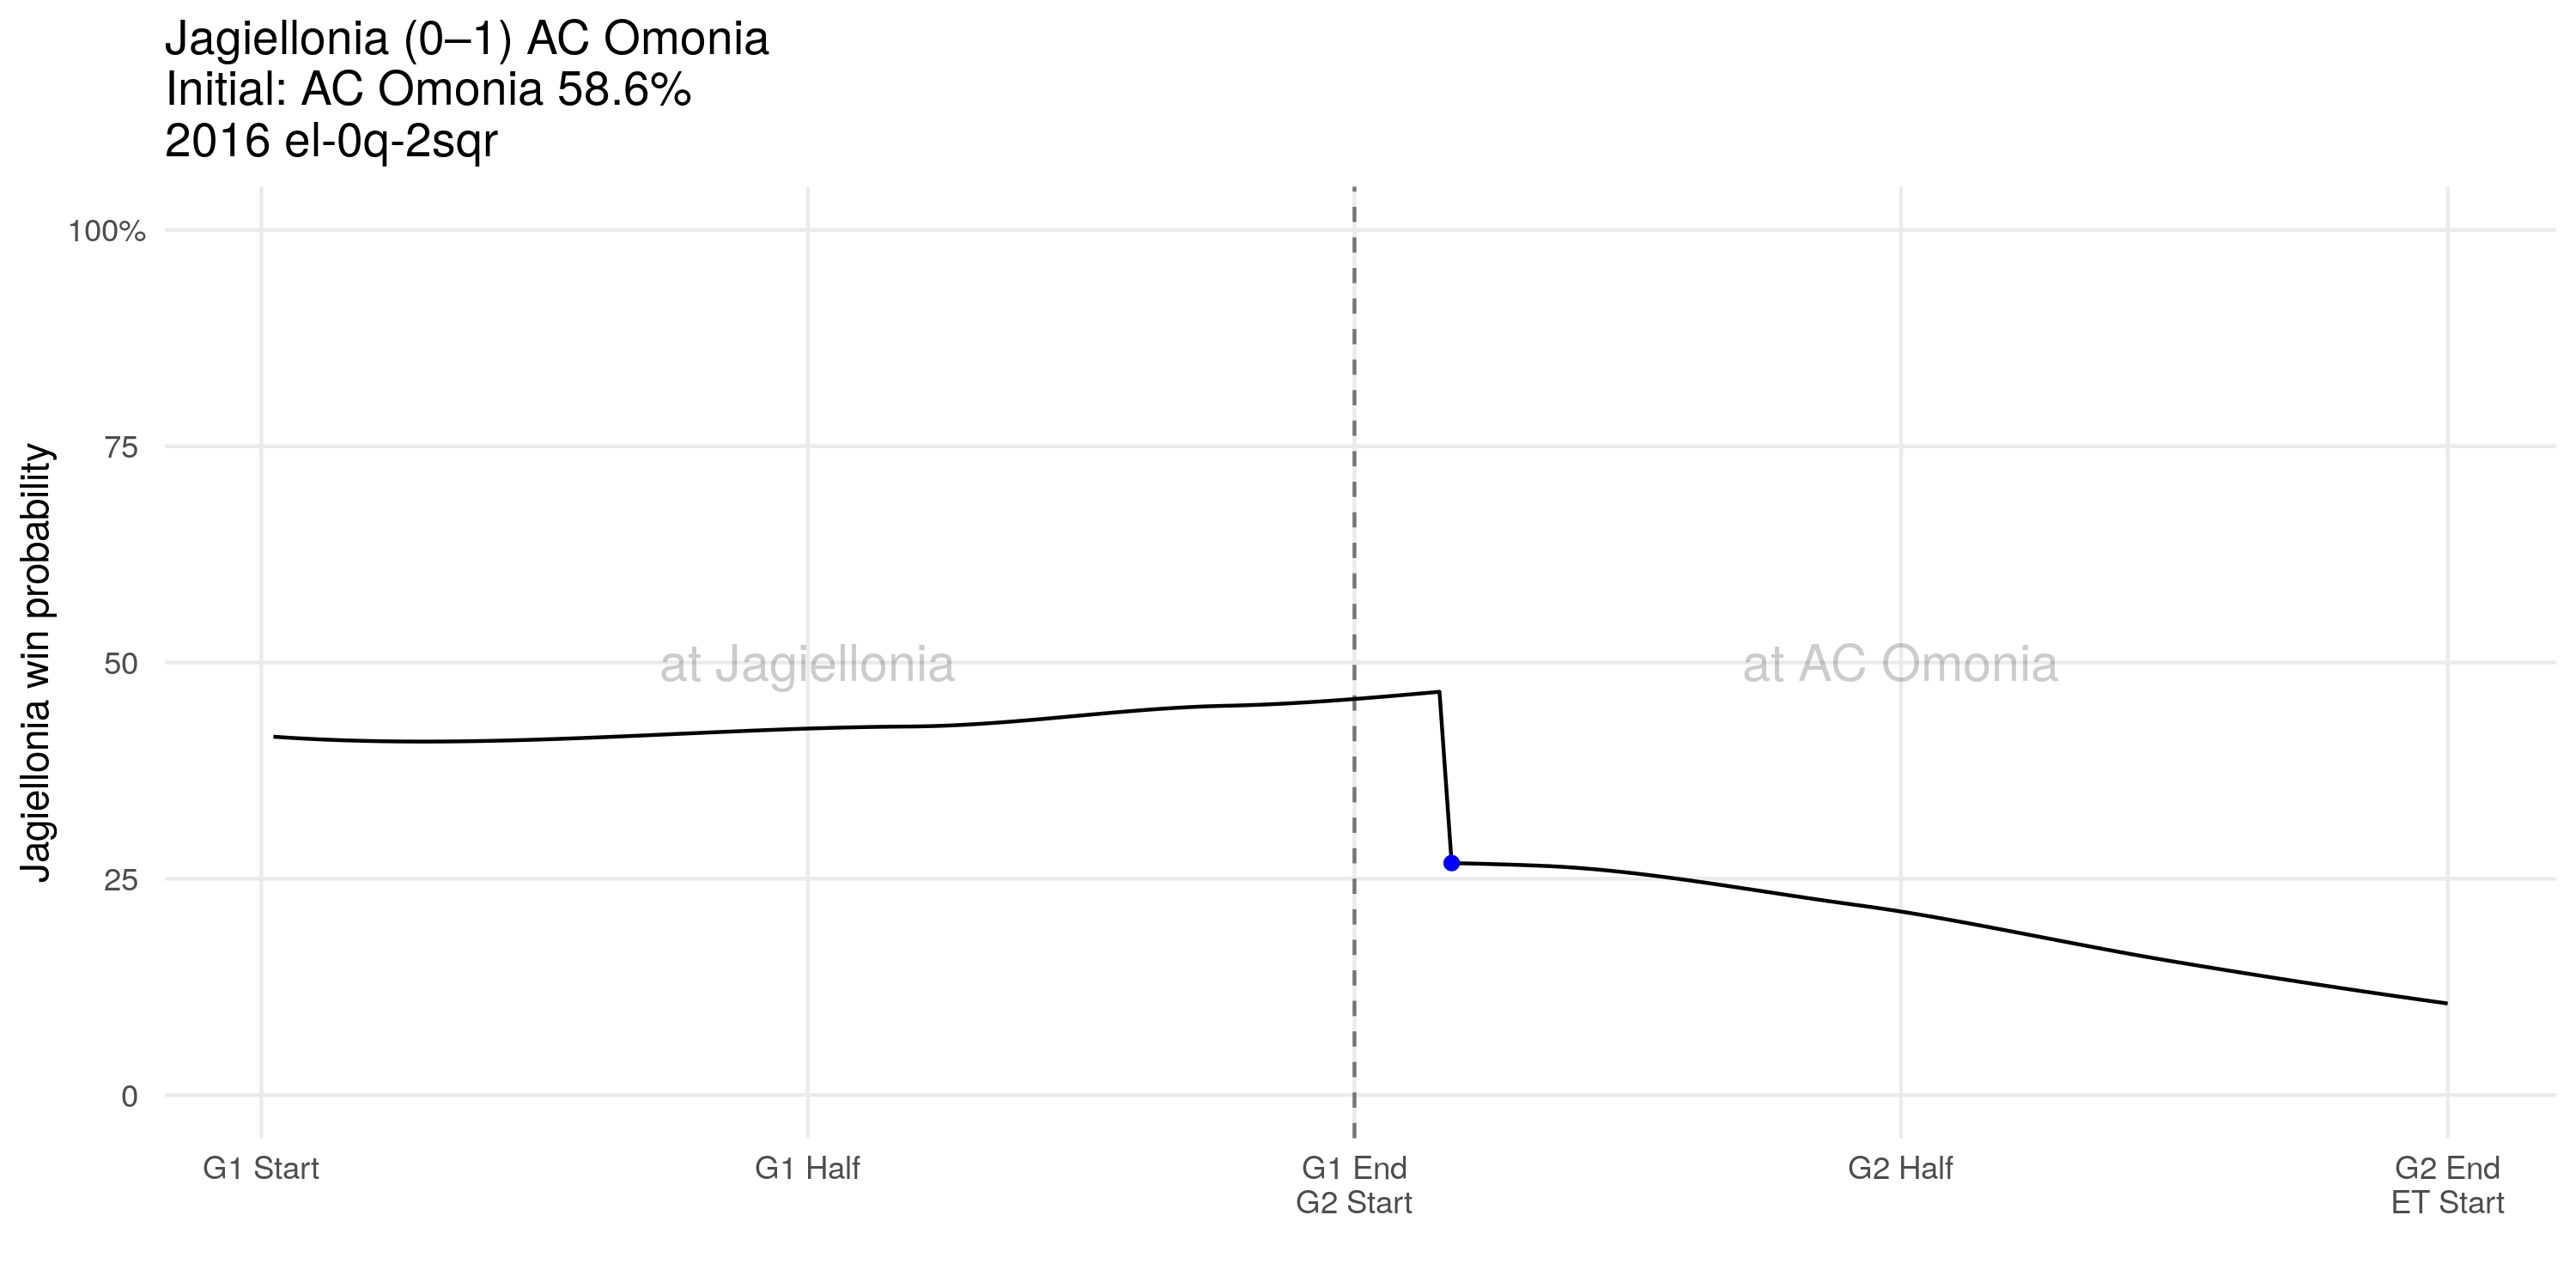 Jagiellonia (0–1) AC Omonia
Initial: AC Omonia 58.6%
2016 el-0q-2sqr
Jagiellonia win probability
100%
75
50
25
0
at Jagiellonia
at AC Omonia
G1 Start
G1 Half
G1 End
G2 Start
G2 Half
G2 End
ET Start